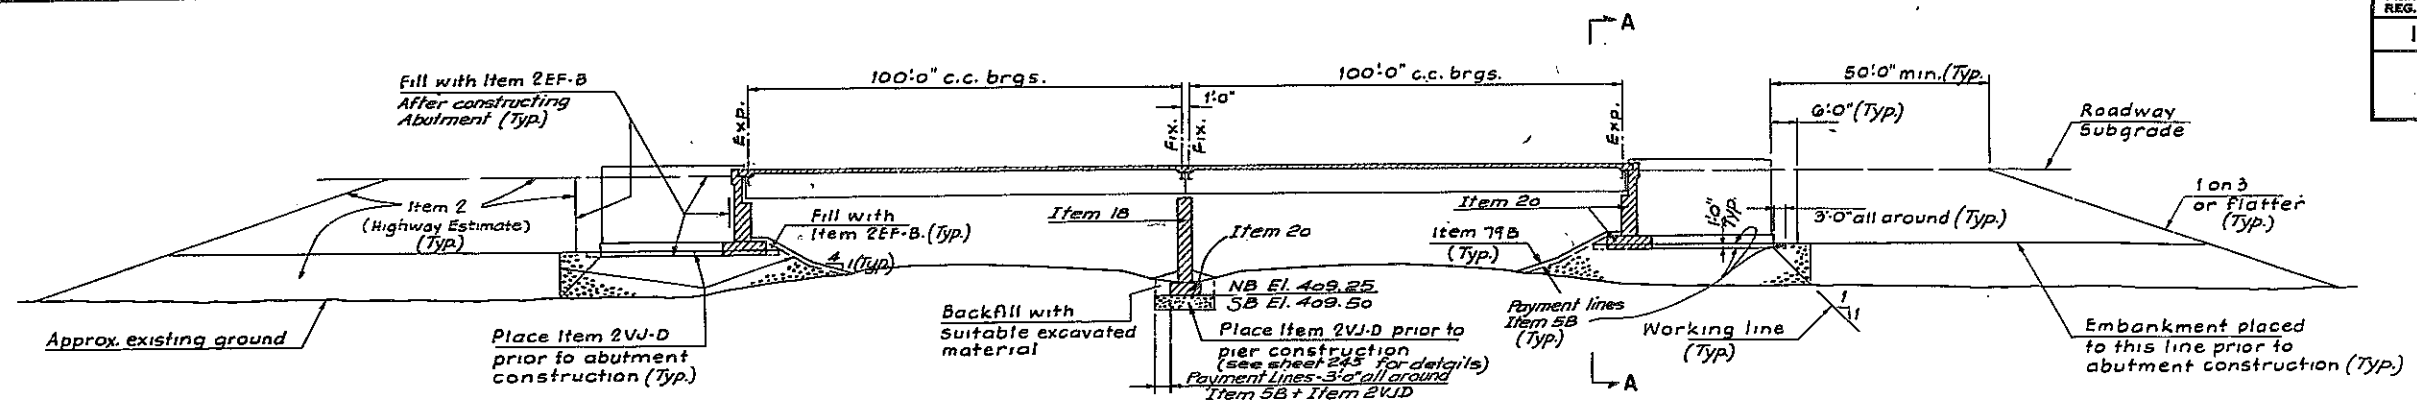 REG.
A
Fill with Item 2EF-B
After constructing
Abutment (Typ.)
100'-0" c.c. brgs.
100'-0" c.c. brgs.
50'-0" min. (Typ.
1'-0"
6'-0" (Typ.)
Exp.
Fix.
Fix.
Exp.
Roadway
Subgrade
Item 2
(Highway Estimate)
(Typ.)
Fill with
Item 2EF-B. (Typ.)
Item 18
Item 20
Item 20
1'-0"
Typ.
3'-0" all around (Typ.)
1 on 3
or flatter
(Typ.)
Item 79B
(Typ.)
1 (Typ.)
NB El. 409.25
SB El. 409.50
Approx. existing ground
Place Item 2VJ-D
prior to abutment
construction (Typ.)
Backfill with
suitable excavated
material
Place Item 2VJ-D prior to
pier construction
(see sheet 245 for details)
Payment Lines-3'-0" all around
Item 5B + Item 2VJD
Payment lines
Item 5B
(Typ.)
Working line
(Typ.)
1
1
Embankment placed
to this line prior to
abutment construction (Typ.)
A